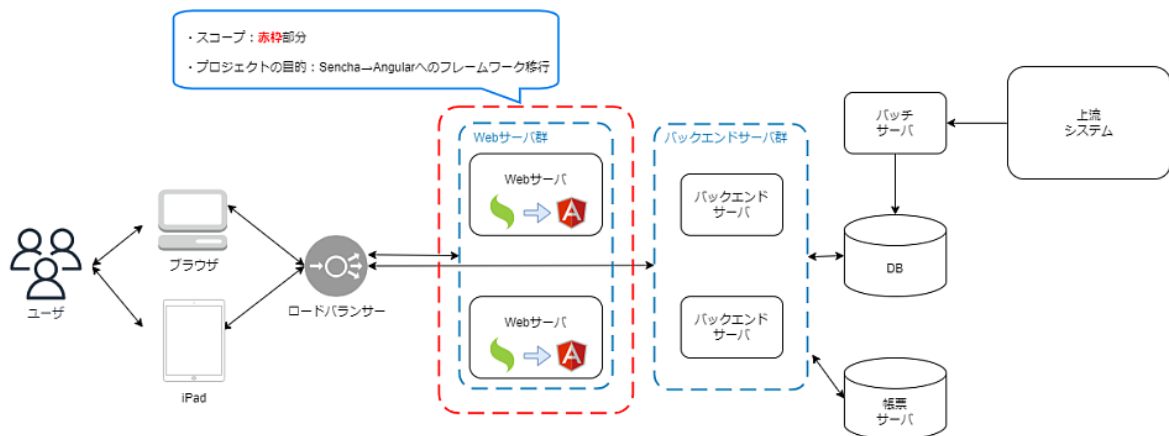 ・スコープ：赤枠部分
・プロジェクトの目的：Sencha→Angularへのフレームワーク移行
Webサーバ群
バックエンドサーバ群
バッチ
サーバ
上流
システム
Webサーバ
バックエンド
サーバ
ブラウザ
ユーザ
ロードバランサー
DB
Webサーバ
バックエンド
サーバ
iPad
帳票
サーバ
A
A